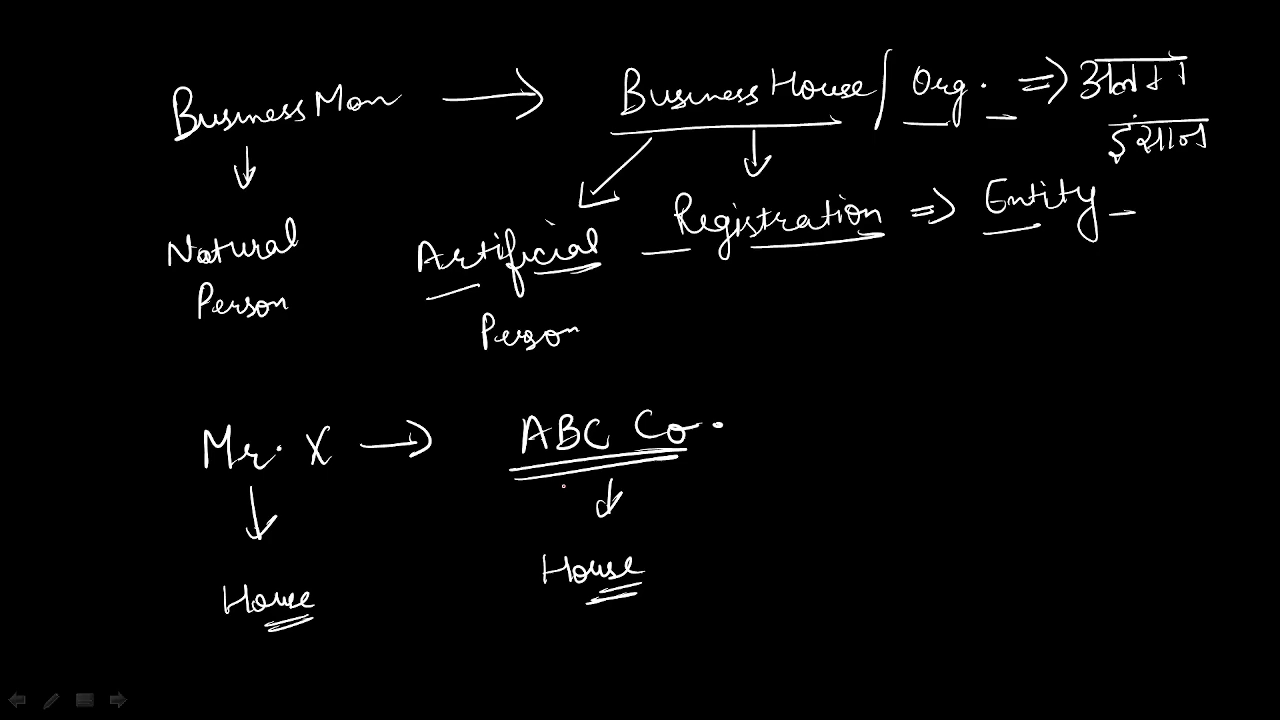 Business Man → Business House / Org. ⇒ अलग
इंसान
Natural Person
Artificial Person
Registration ⇒ Entity
Mr. X → ABC Co.
House
House